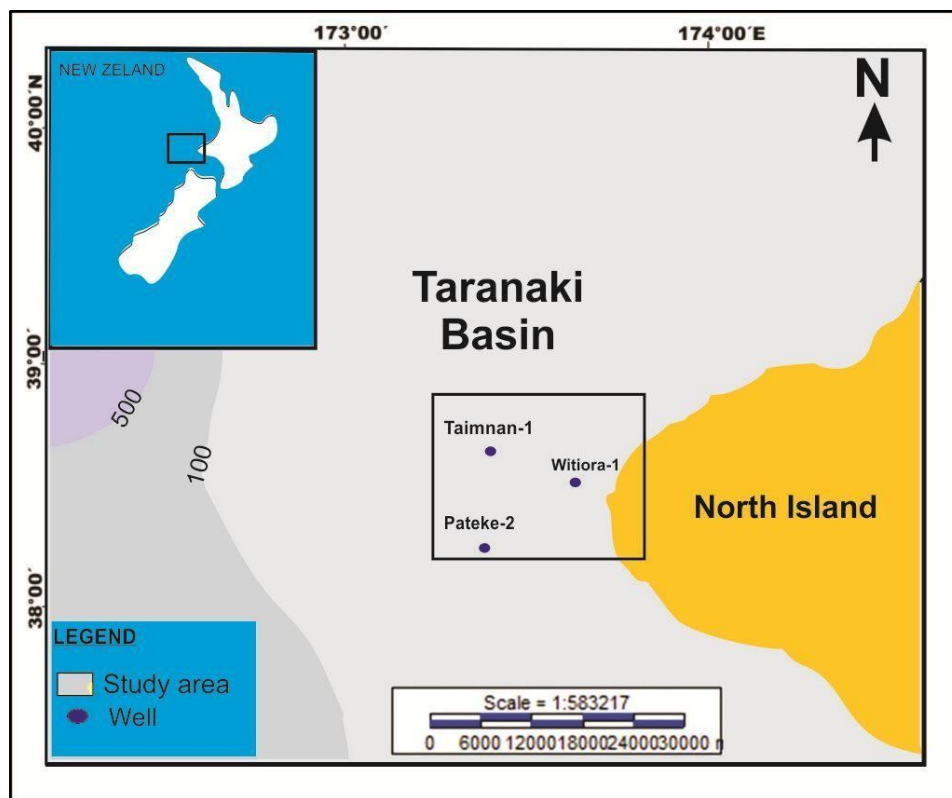 173°00′
174°00′E
NEW ZELAND
N
40°00′N
Taranaki
Basin
39°00′
500
100
Taimnan-1
Witiora-1
Pateke-2
North Island
38°00′
LEGEND
Study area
Well
Scale = 1:583217
0 6000 12000 18000 24000 30000 m